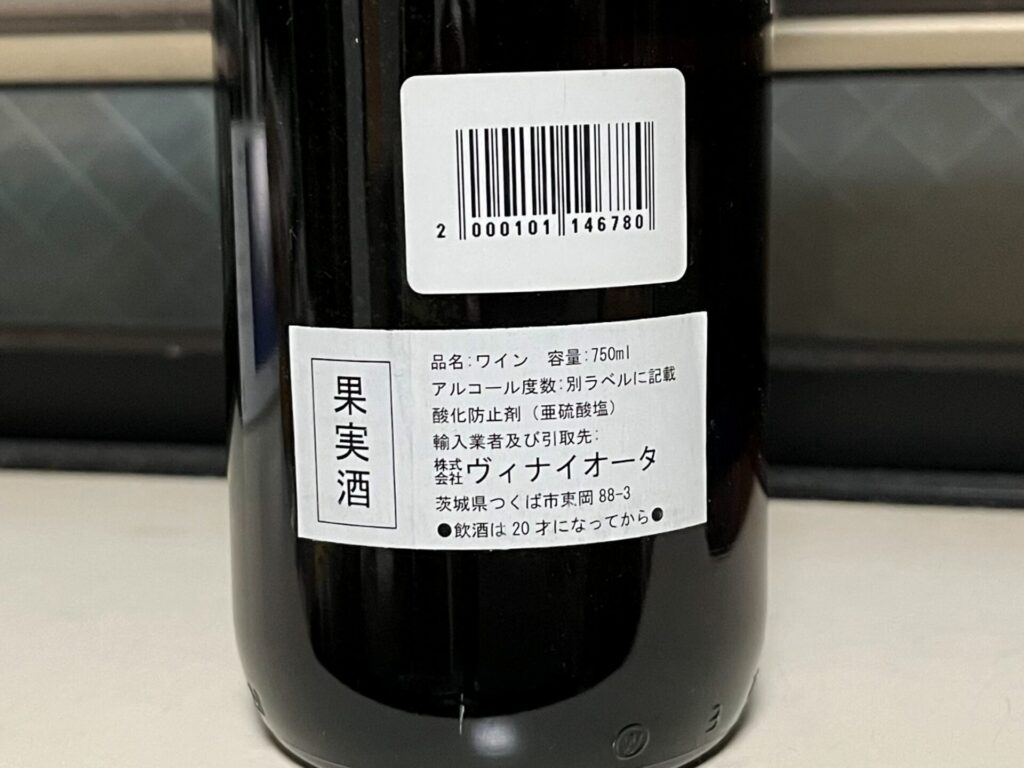 2 000101 146780
果実酒
品名:ワイン 容量:750ml
アルコール度数:別ラベルに記載
酸化防止剤(亜硫酸塩)
輸入業者及び引取先:
株式会社ヴィナイオータ
茨城県つくば市東岡 88-3
●飲酒は20才になってから●
N 3